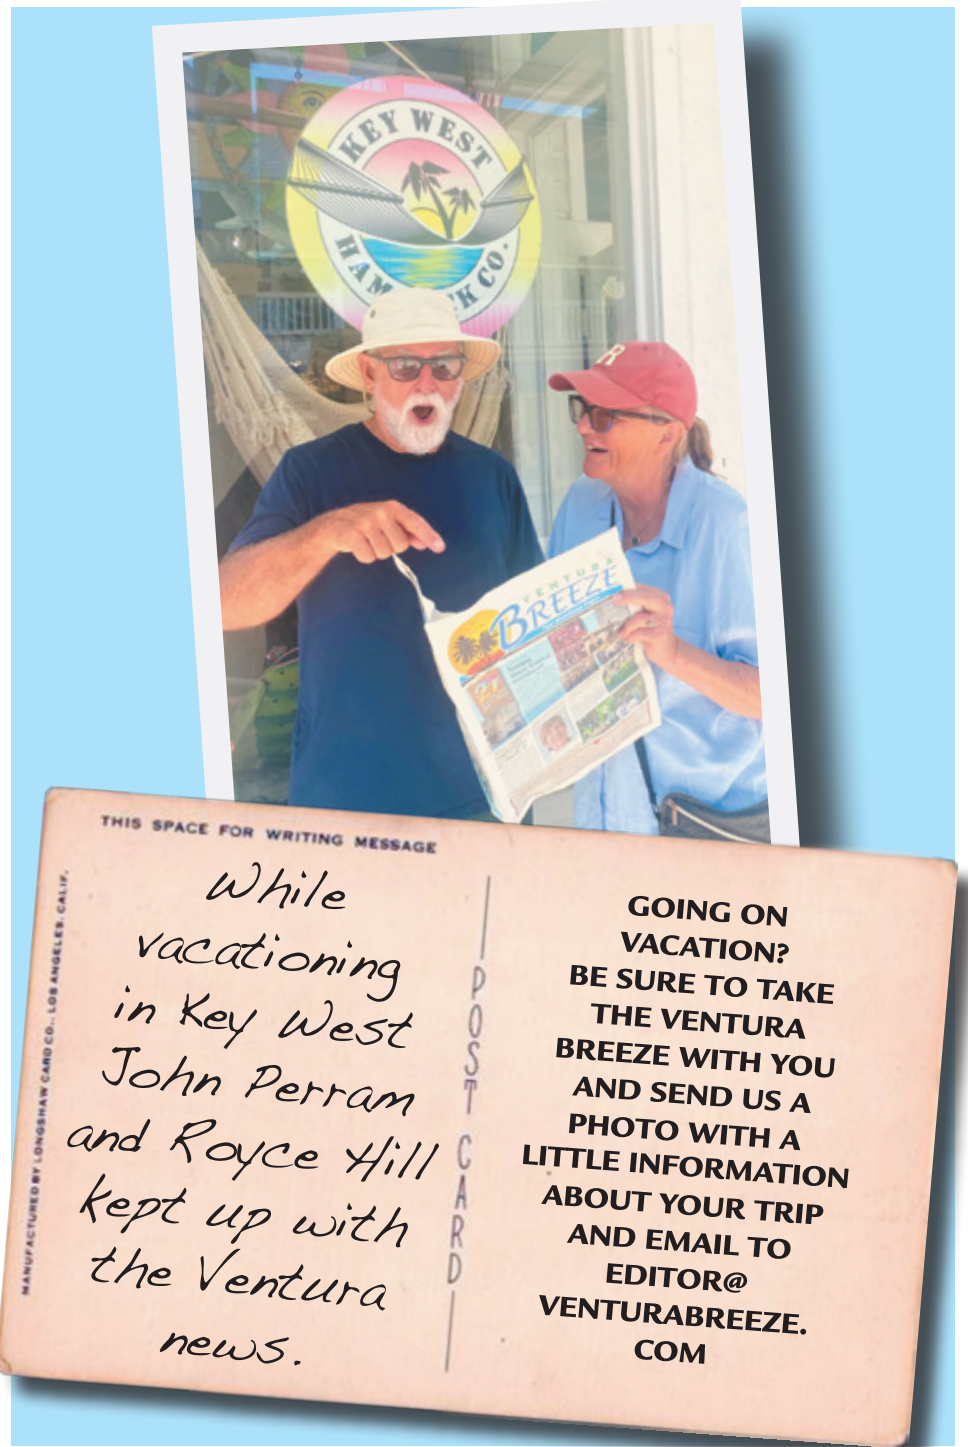 KEY WEST
HAM CK CO.
R
VENTURA
BREEZE
THIS SPACE FOR WRITING MESSAGE
MANUFACTURED BY LONGSHAW CARD CO., LOS ANGELES, CALIF.
While
vacationing
in Key West
John Perram
and Royce Hill
kept up with
the Ventura
news.
POST CARD
GOING ON
VACATION?
BE SURE TO TAKE
THE VENTURA
BREEZE WITH YOU
AND SEND US A
PHOTO WITH A
LITTLE INFORMATION
ABOUT YOUR TRIP
AND EMAIL TO
EDITOR@
VENTURABREEZE.
COM